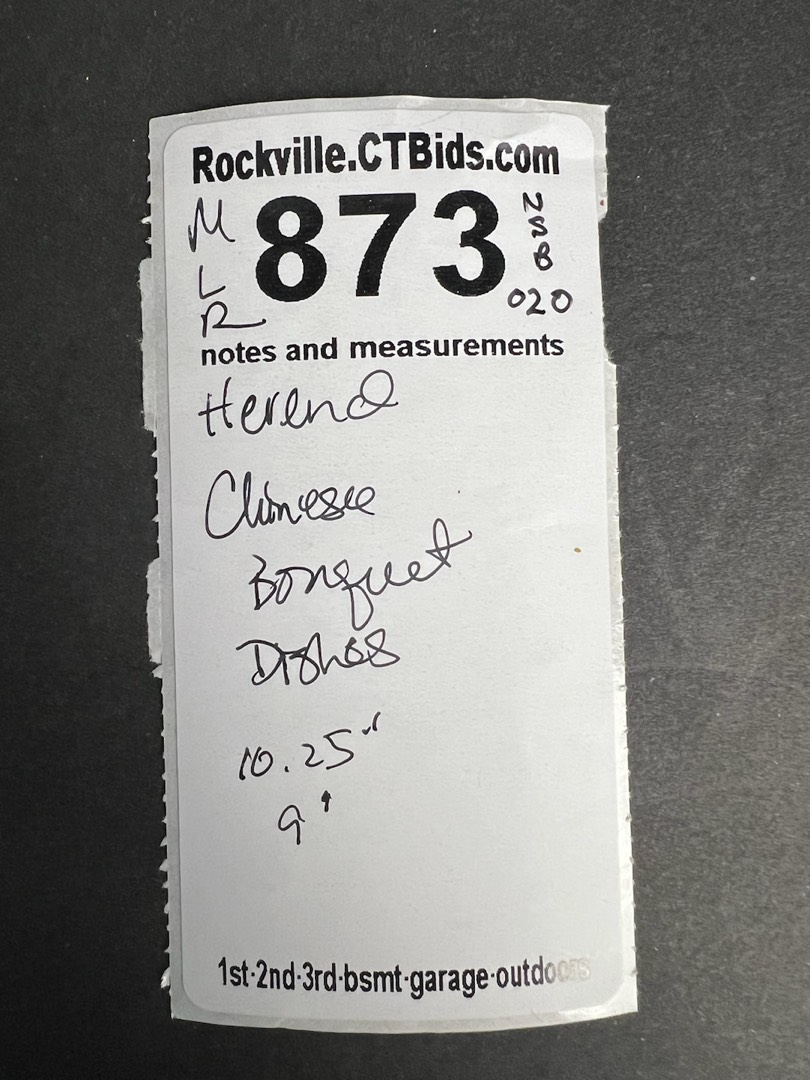 Rockville.CTBids.com
M
L
R
873
N
S
B
020
notes and measurements
Herend
Chinese
Bouquet
Dishes
10.25"
9"
1st·2nd·3rd·bsmt·garage·outdoors